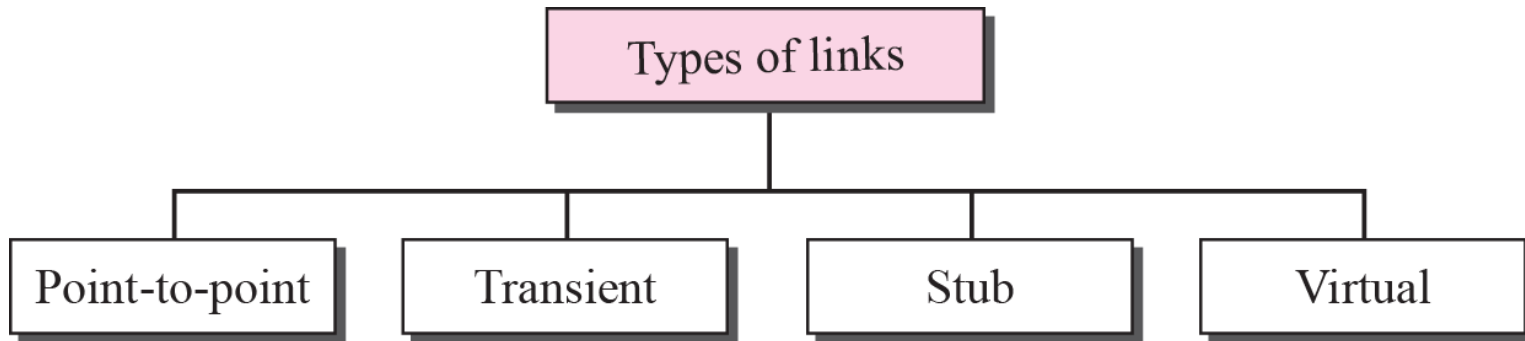 Types of links
Point-to-point
Transient
Stub
Virtual